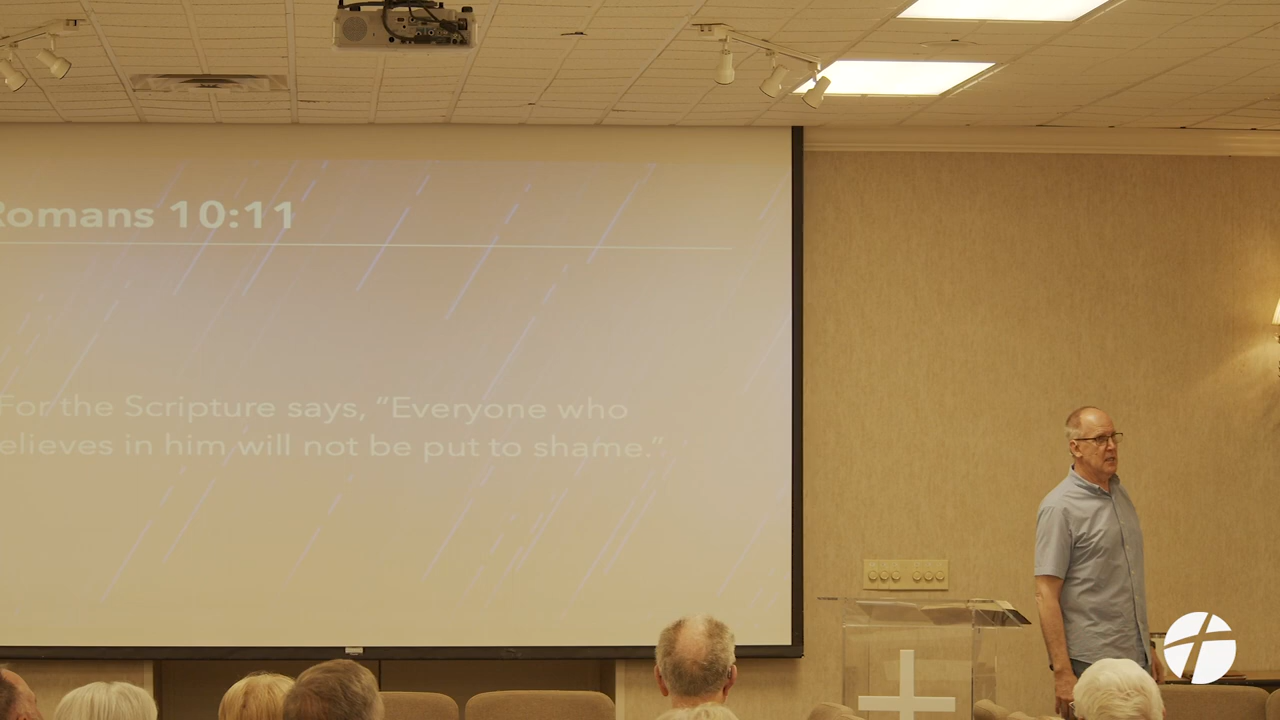 Romans 10:11
For the Scripture says, “Everyone who
elieves in him will not be put to shame.”